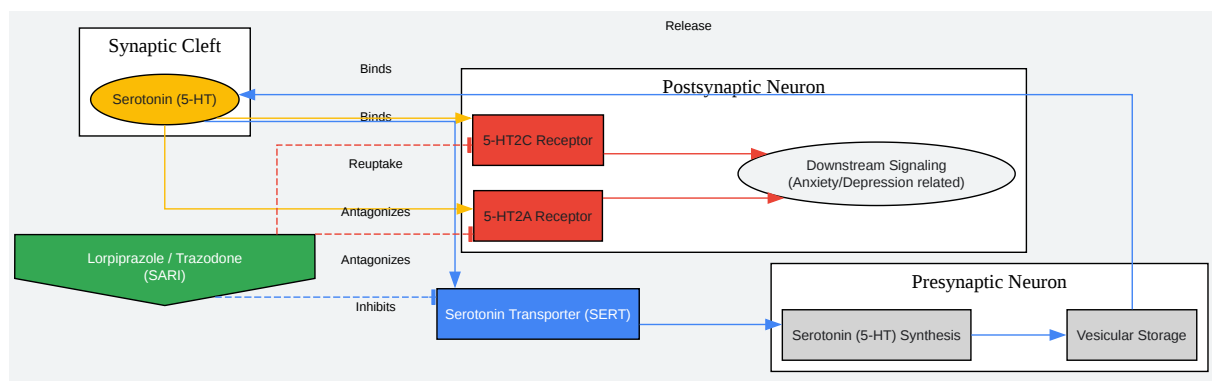 Release
Synaptic Cleft
Binds
Serotonin (5-HT)
Postsynaptic Neuron
Binds
5-HT2C Receptor
Reuptake
Downstream Signaling
(Anxiety/Depression related)
Antagonizes
5-HT2A Receptor
Lorpiprazole / Trazodone
(SARI)
Antagonizes
Presynaptic Neuron
Inhibits
Serotonin Transporter (SERT)
Serotonin (5-HT) Synthesis
Vesicular Storage